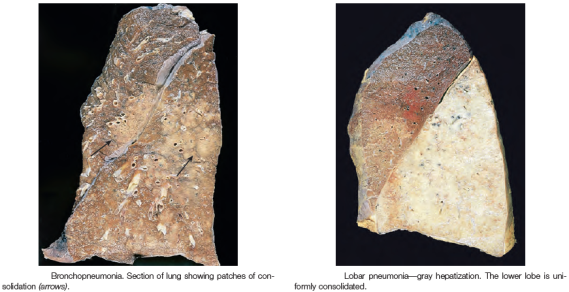 Bronchopneumonia. Section of lung showing patches of con-
solidation (arrows).
Lobar pneumonia—gray hepatization. The lower lobe is uni-
formly consolidated.